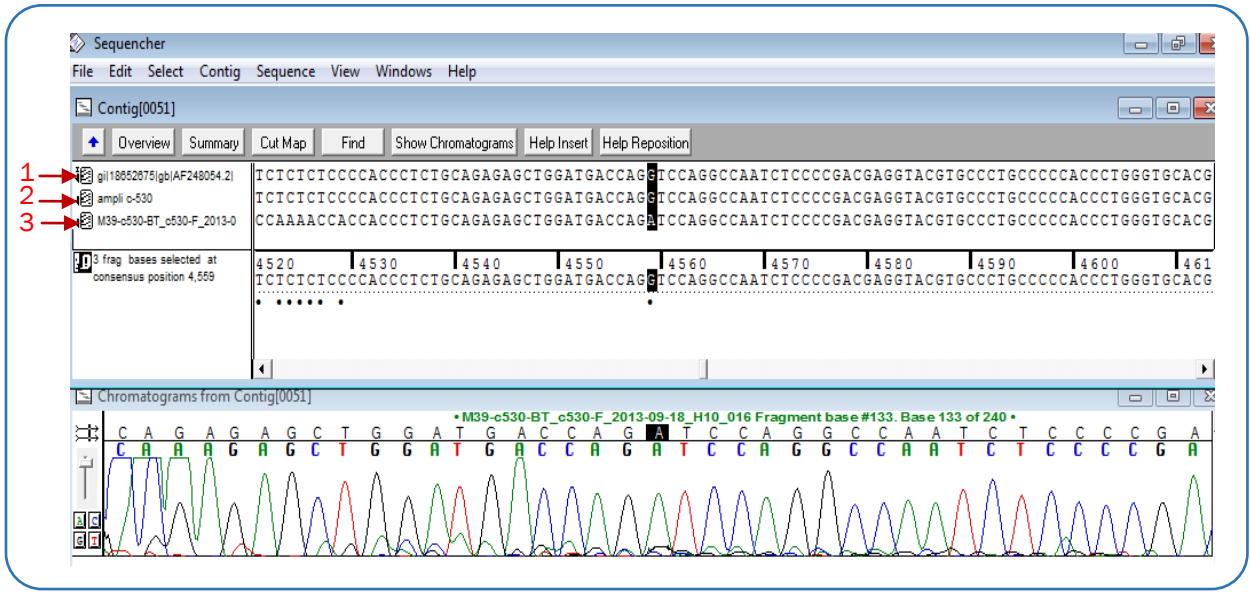 Sequencher
File Edit Select Contig Sequence View Windows Help
Contig[0051]
Overview Summary Cut Map Find Show Chromatograms Help Insert Help Reposition
1 gi|18652675|gb|AF248054.2| TCTCTCTCCCCACCCTCTGCAGAGAGCTGGATGACCAGGTCCAGGCCAATCTCCCCGACGAGGTACGTGCCCTGCCCCCACCCTGGGTGCACG
2 ampli c-530 TCTCTCTCCCCACCCTCTGCAGAGAGCTGGATGACCAGGTCCAGGCCAATCTCCCCGACGAGGTACGTGCCCTGCCCCCACCCTGGGTGCACG
3 M39-c530-BT_c530-F_2013-0 CCAAAACCACCACCCTCTGCAGAGAGCTGGATGACCAGATCCAGGCCAATCTCCCCGACGAGGTACGTGCCCTGCCCCCACCCTGGGTGCACG
3 frag bases selected at 4520 4530 4540 4550 4560 4570 4580 4590 4600 461
consensus position 4,559 TCTCTCTCCCCACCCTCTGCAGAGAGCTGGATGACCAGGTCCAGGCCAATCTCCCCGACGAGGTACGTGCCCTGCCCCCACCCTGGGTGCACG
Chromatograms from Contig[0051]
• M39-c530-BT_c530-F_2013-09-18_H10_016 Fragment base #133. Base 133 of 240 •
C A G A G A G C T G G A T G A C C A G A T C C A G G C C A A T C T C C C C G A
C A A A G A G C T G G A T G A C C A G A T C C A G G C C A A T C T C C C C G A
A C
G T